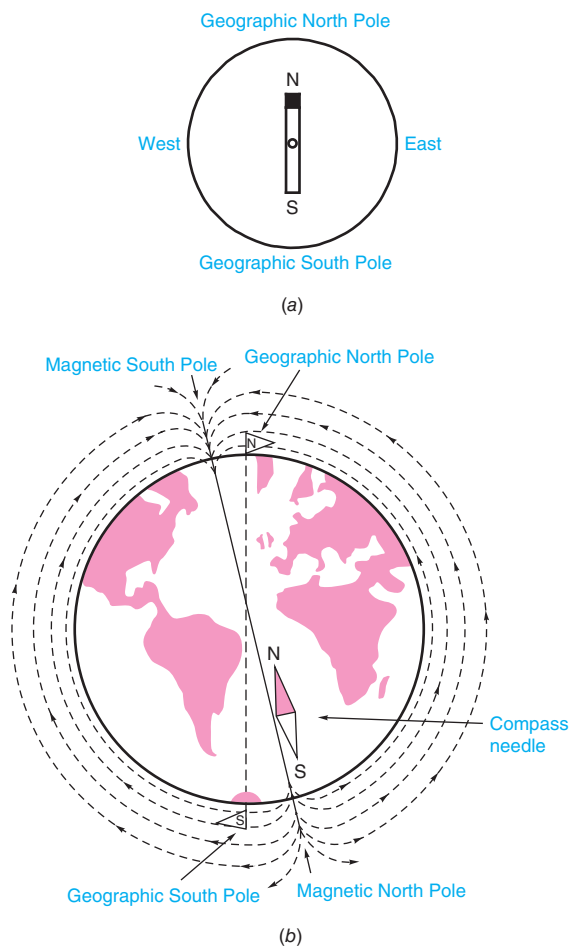 Geographic North Pole
N
West
East
S
Geographic South Pole
(a)
Magnetic South Pole
Geographic North Pole
N
N
Compass
needle
S
S
Geographic South Pole
Magnetic North Pole
(b)